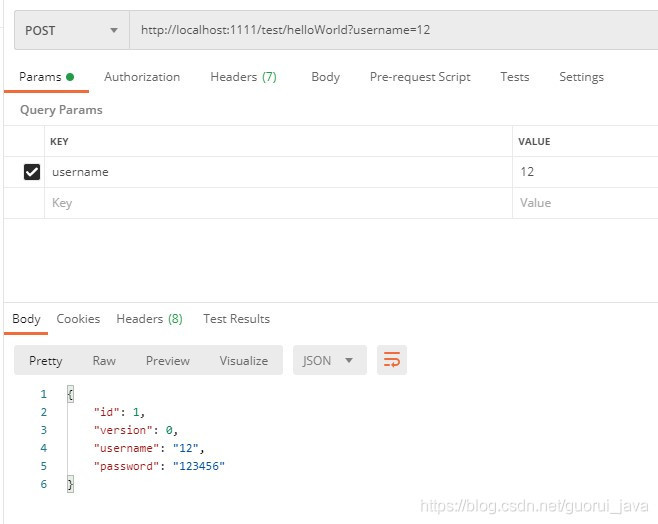 POST http://localhost:1111/test/helloWorld?username=12
Params Authorization Headers (7) Body Pre-request Script Tests Settings
Query Params
KEY VALUE
username 12
Key Value
Body Cookies Headers (8) Test Results
Pretty Raw Preview Visualize JSON
1 {
2 "id": 1,
3 "version": 0,
4 "username": "12",
5 "password": "123456"
6 }
https://blog.csdn.net/guorui_java